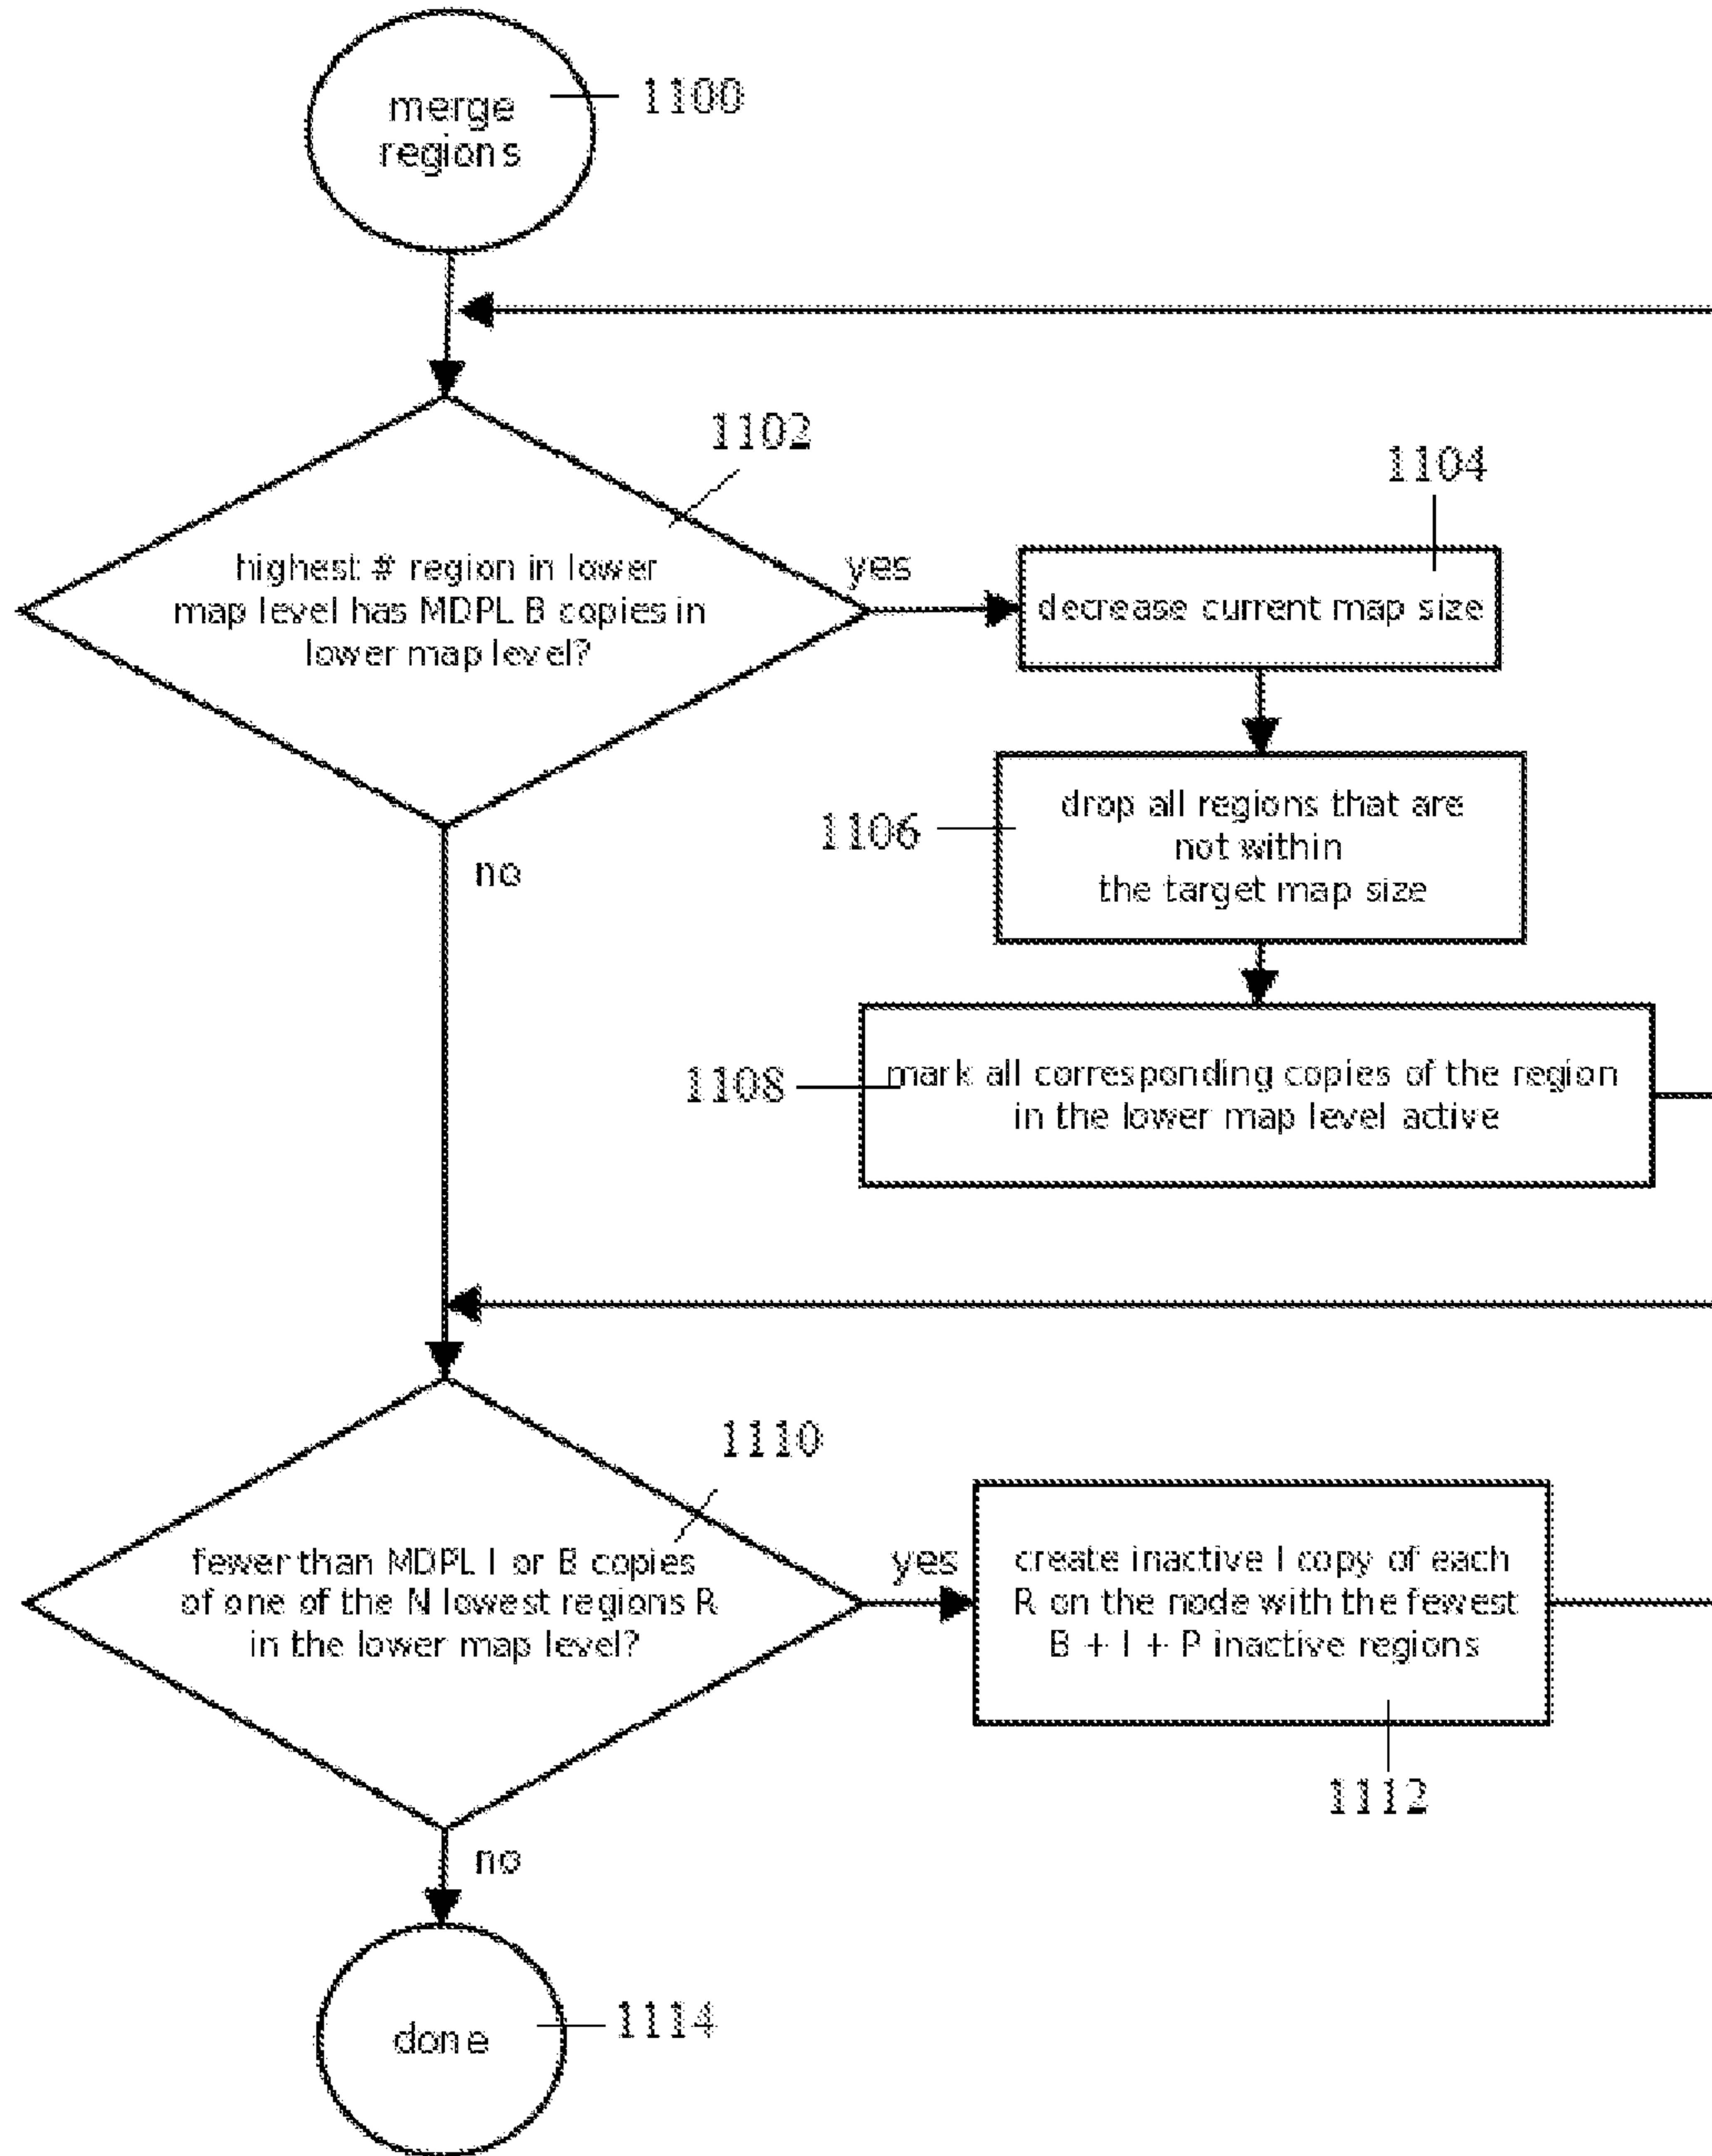 merge
regions
1100
1102
highest # region in lower
map level has MDPL B copies in
lower map level?
yes
1104
decrease current map size
1106
drop all regions that are
not within
the target map size
no
1108
mark all corresponding copies of the region
in the lower map level active
1110
fewer than MDPL I or B copies
of one of the N lowest regions R
in the lower map level?
yes
create inactive I copy of each
R on the node with the fewest
B + I + P inactive regions
1112
no
done
1114